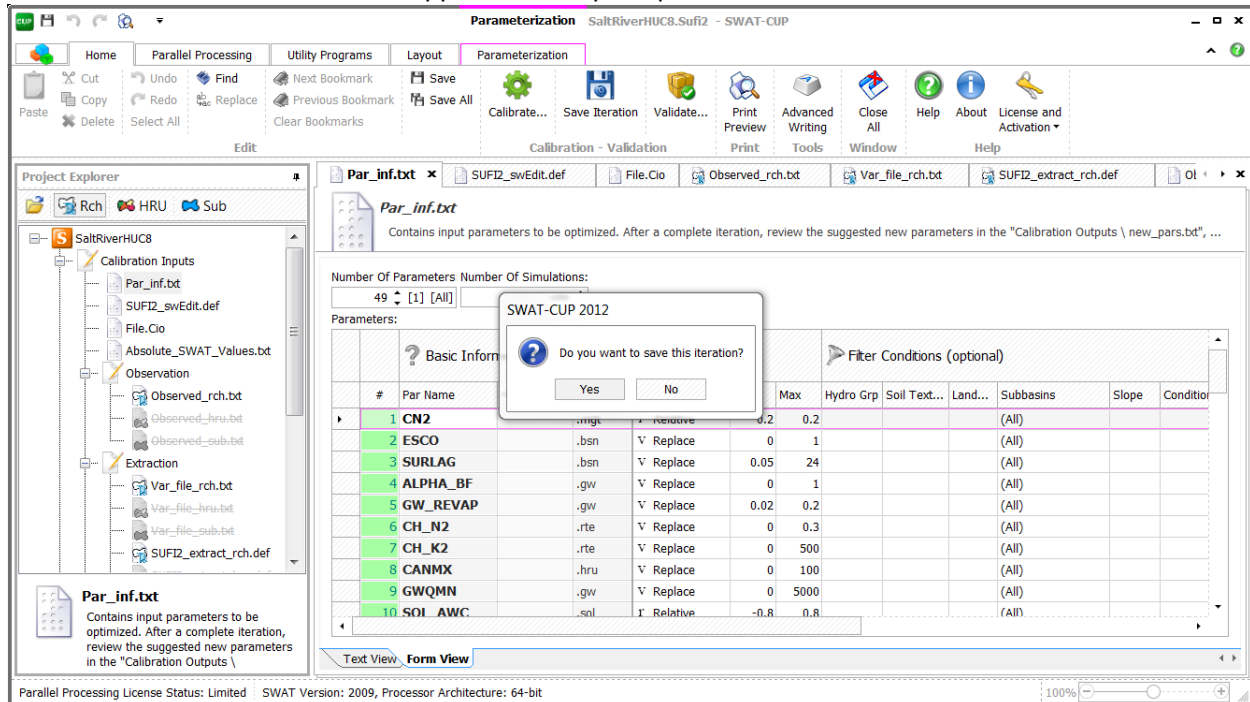 CUP
Parameterization SaltRiverHUC8.Sufi2 - SWAT-CUP
Home Parallel Processing Utility Programs Layout Parameterization
Paste
Cut
Copy
Delete
Undo
Redo
Select All
Find
Replace
Next Bookmark
Previous Bookmark
Clear Bookmarks
Save
Save All
Calibrate...
Save Iteration
Validate...
Print Preview
Advanced Writing
Close All
Help
About
License and Activation
Edit
Calibration - Validation
Print
Tools
Window
Help
Project Explorer
Rch HRU Sub
SaltRiverHUC8
Calibration Inputs
Par_inf.txt
SUFI2_swEdit.def
File.Cio
Absolute_SWAT_Values.txt
Observation
Observed_rch.txt
Observed_hru.txt
Observed_sub.txt
Extraction
Var_file_rch.txt
Var_file_hru.txt
Var_file_sub.txt
SUFI2_extract_rch.def
Par_inf.txt
Contains input parameters to be
optimized. After a complete iteration,
review the suggested new parameters
in the "Calibration Outputs \
Par_inf.txt SUFI2_swEdit.def File.Cio Observed_rch.txt Var_file_rch.txt SUFI2_extract_rch.def
Par_inf.txt
Contains input parameters to be optimized. After a complete iteration, review the suggested new parameters in the "Calibration Outputs \ new_pars.txt", ...
Number Of Parameters Number Of Simulations:
49 [1] [All]
Parameters:
SWAT-CUP 2012
Do you want to save this iteration?
Yes No
Basic Inform Filter Conditions (optional)
# Par Name Max Hydro Grp Soil Text... Land... Subbasins Slope Condition
1 CN2 .mgt r Relative -0.2 0.2 (All)
2 ESCO .bsn V Replace 0 1 (All)
3 SURLAG .bsn V Replace 0.05 24 (All)
4 ALPHA_BF .gw V Replace 0 1 (All)
5 GW_REVAP .gw V Replace 0.02 0.2 (All)
6 CH_N2 .rte V Replace 0 0.3 (All)
7 CH_K2 .rte V Replace 0 500 (All)
8 CANMX .hru V Replace 0 100 (All)
9 GWQMN .gw V Replace 0 5000 (All)
10 SOL_AWC .sol r Relative -0.8 0.8 (All)
Text View Form View
Parallel Processing License Status: Limited SWAT Version: 2009, Processor Architecture: 64-bit 100%